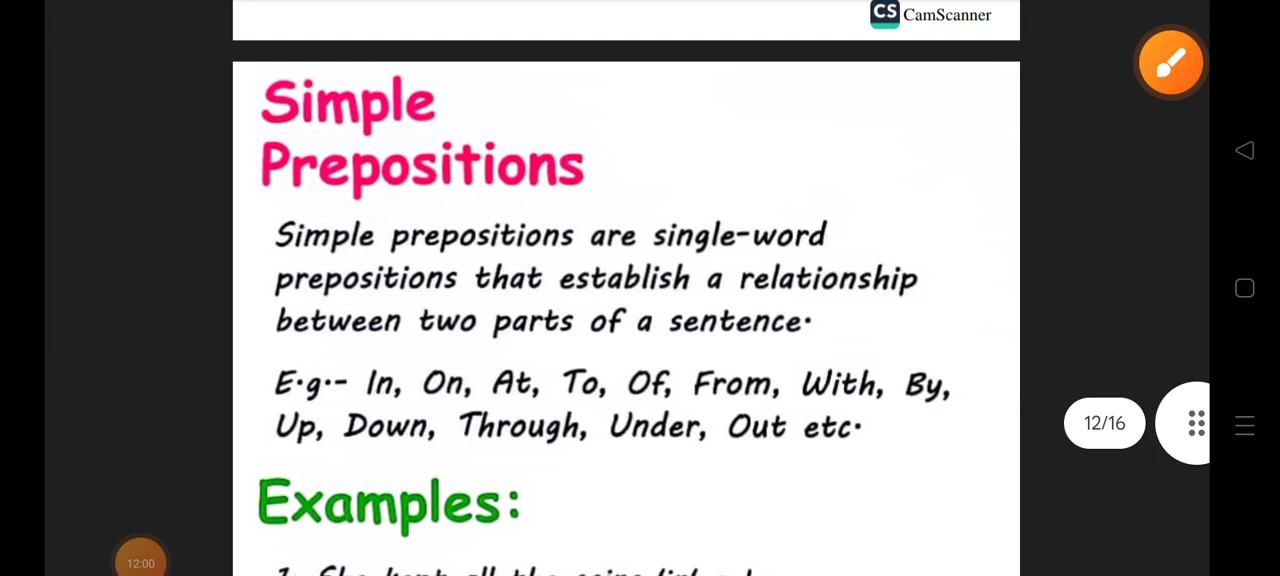 CS CamScanner
Simple
Prepositions
Simple prepositions are single-word
prepositions that establish a relationship
between two parts of a sentence.
E.g.- In, On, At, To, Of, From, With, By,
Up, Down, Through, Under, Out etc.
12/16
Examples:
12:00